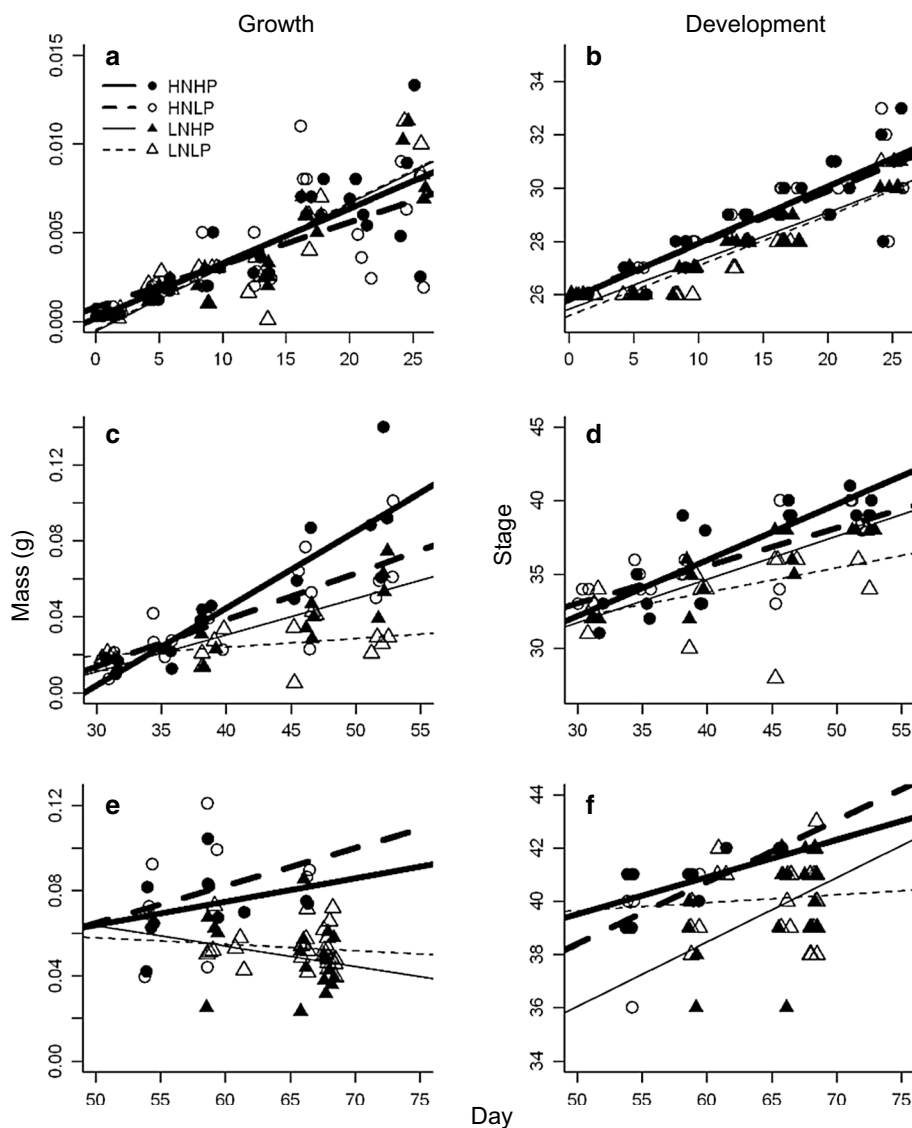 Growth
Development
a
HNHP
HNLP
LNHP
LNLP
0.015
0.010
0.005
0.000
0 5 10 15 20 25
b
34
32
30
28
26
0 5 10 15 20 25
Mass (g)
c
0.12
0.08
0.04
0.00
30 35 40 45 50 55
Stage
d
45
40
35
30
30 35 40 45 50 55
e
0.12
0.08
0.04
0.00
50 55 60 65 70 75
f
44
42
40
38
36
34
50 55 60 65 70 75
Day